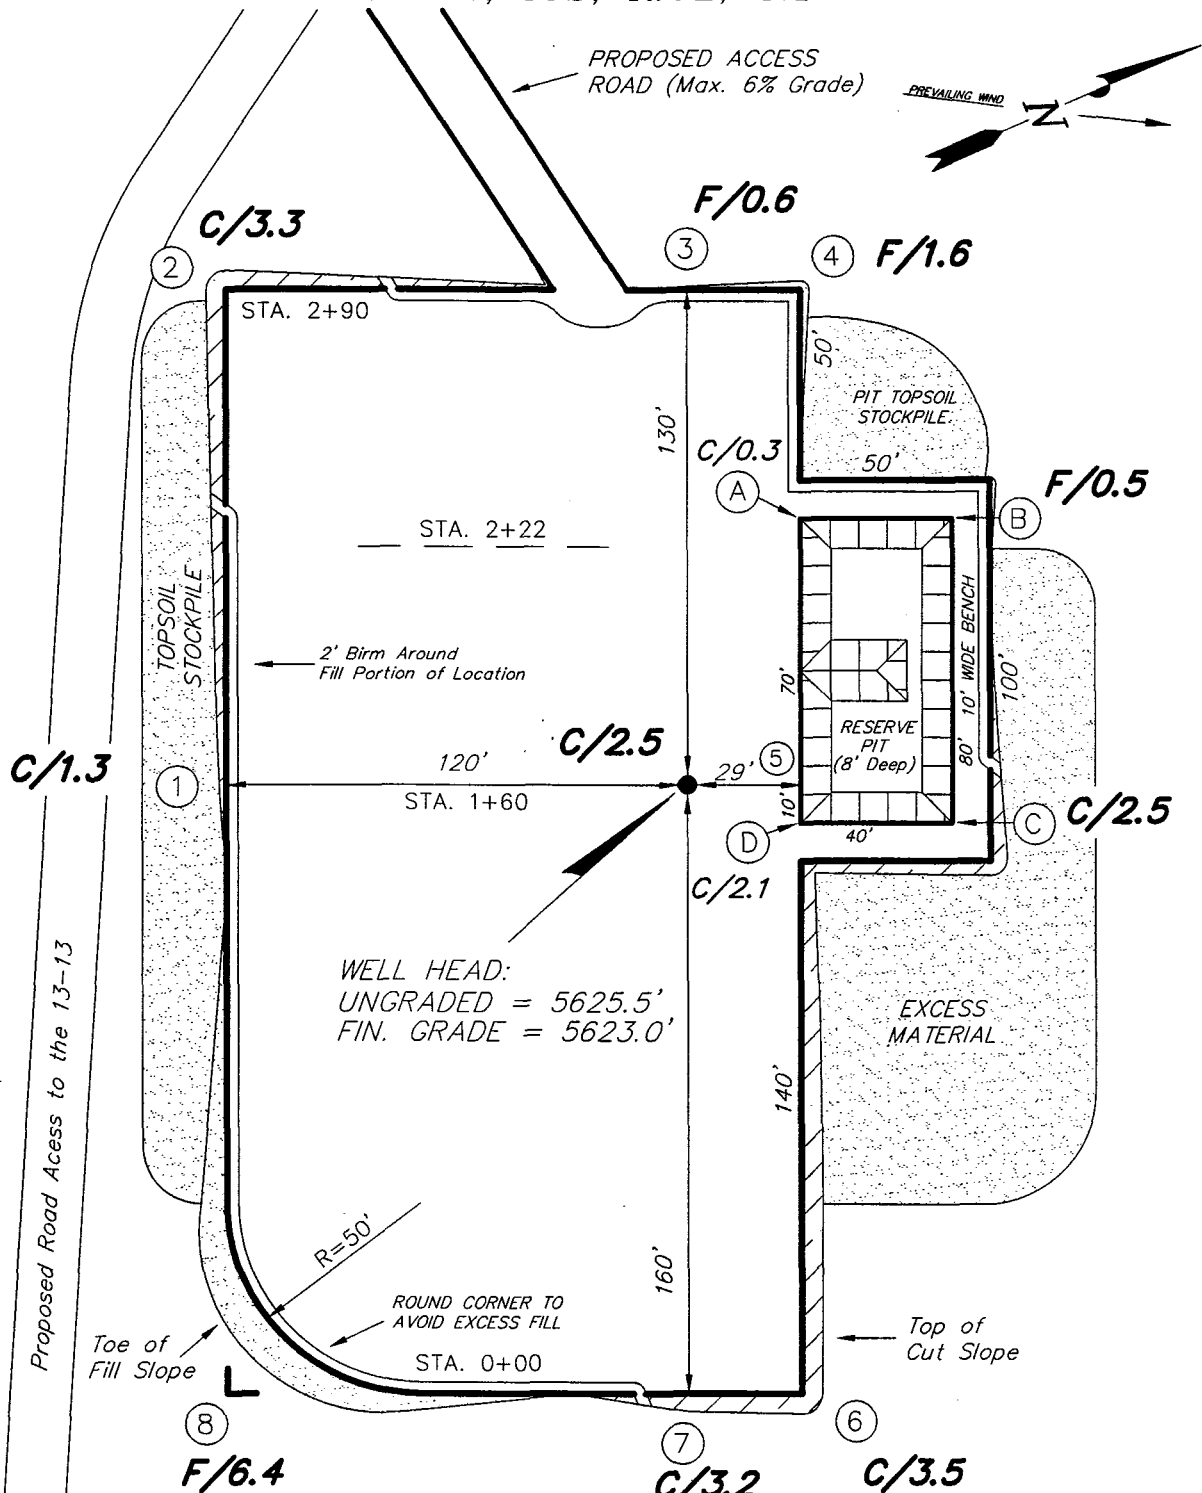 PROPOSED ACCESS
ROAD (Max. 6% Grade)
PREVAILING WIND
N
F/0.6
C/3.3
3
4
F/1.6
2
STA. 2+90
50'
PIT TOPSOIL
STOCKPILE
130'
C/0.3
50'
F/0.5
A
B
STA. 2+22
TOPSOIL
STOCKPILE
2' Birm Around
Fill Portion of Location
70'
10' WIDE BENCH
100'
RESERVE
PIT
(8' Deep)
80'
C/2.5
C/1.3
1
120'
29'
5
STA. 1+60
10'
C/2.5
C
D
40'
C/2.1
WELL HEAD:
UNGRADED = 5625.5'
FIN. GRADE = 5623.0'
EXCESS
MATERIAL
140'
Proposed Road Acess to the 13-13
R=50'
160'
ROUND CORNER TO
AVOID EXCESS FILL
Toe of
Fill Slope
Top of
Cut Slope
STA. 0+00
8
F/6.4
7
C/3.2
6
C/3.5